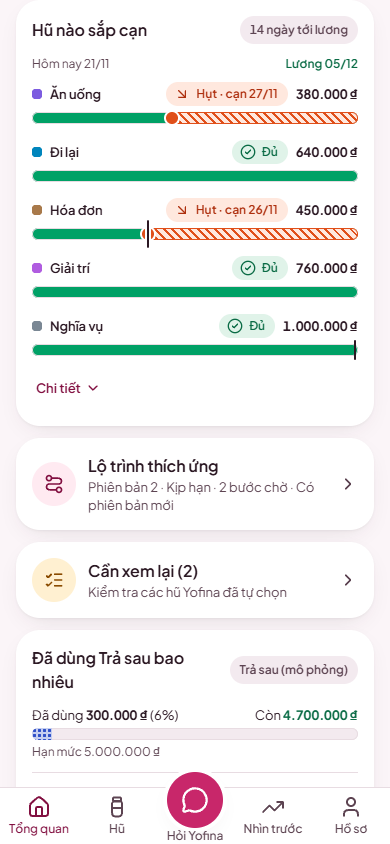 Hũ nào sắp cạn
14 ngày tới lương
Hôm nay 21/11
Lương 05/12
Ăn uống
Hụt · cạn 27/11
380.000 ₫
Đi lại
Đủ
640.000 ₫
Hóa đơn
Hụt · cạn 26/11
450.000 ₫
Giải trí
Đủ
760.000 ₫
Nghĩa vụ
Đủ
1.000.000 ₫
Chi tiết
Lộ trình thích ứng
Phiên bản 2 · Kịp hạn · 2 bước chờ · Có
phiên bản mới
Cần xem lại (2)
Kiểm tra các hũ Yofina đã tự chọn
Đã dùng Trả sau bao
nhiêu
Trả sau (mô phỏng)
Đã dùng 300.000 ₫ (6%)
Còn 4.700.000 ₫
Hạn mức 5.000.000 ₫
Tổng quan
Hũ
Hỏi Yofina
Nhìn trước
Hồ sơ